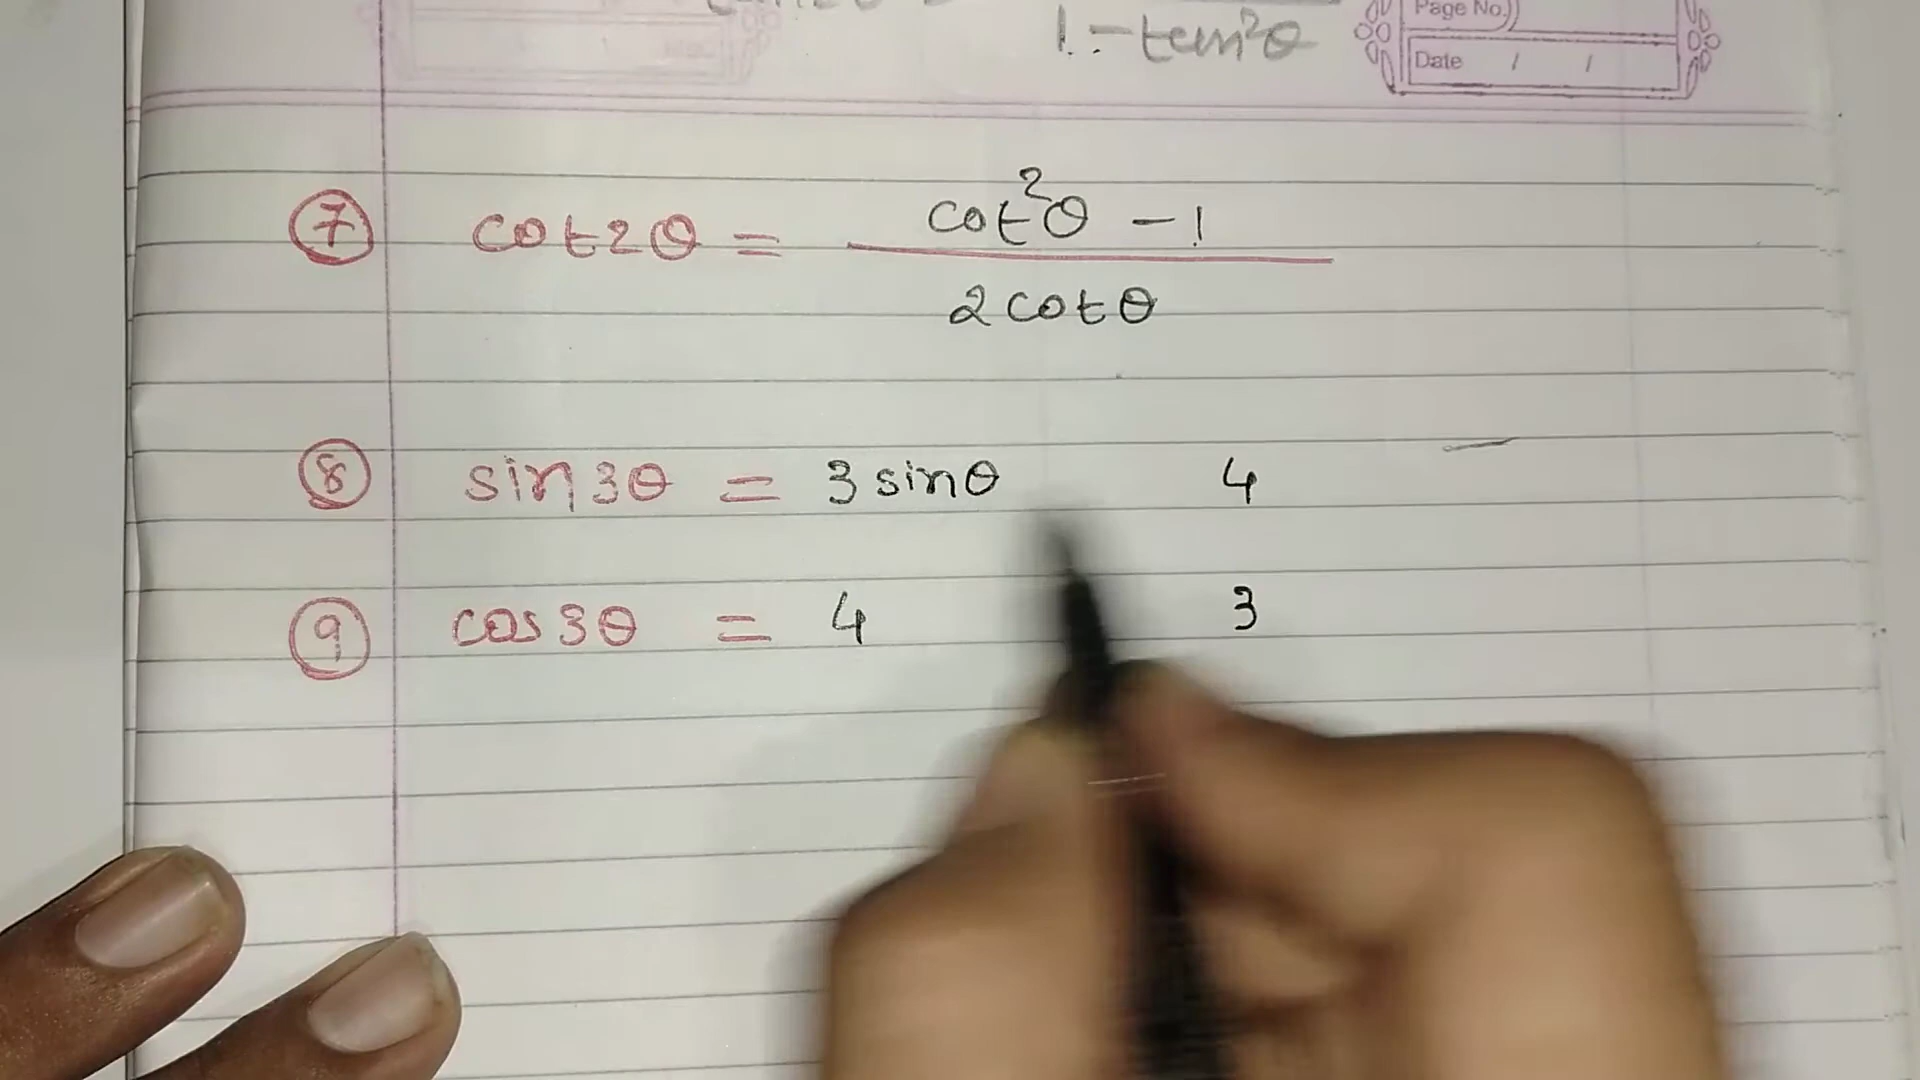 1 - tan²θ
Page No.
Date / /
7 cot2θ = cot²θ - 1
2cotθ
8 sin3θ = 3 sinθ 4
9 cos3θ = 4 3